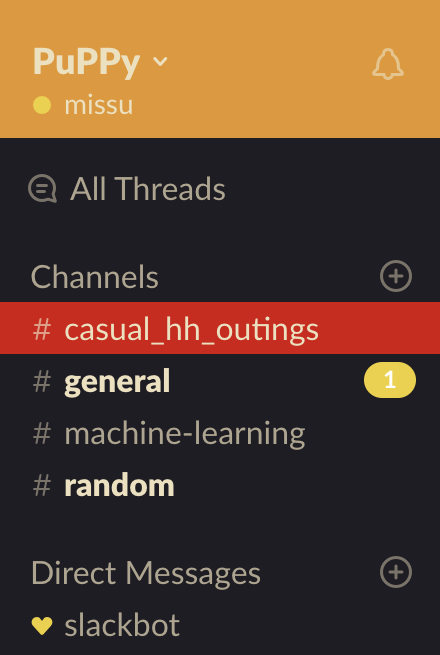 PuPPy
missu
All Threads
Channels
# casual_hh_outings
# general 1
# machine-learning
# random
Direct Messages
slackbot